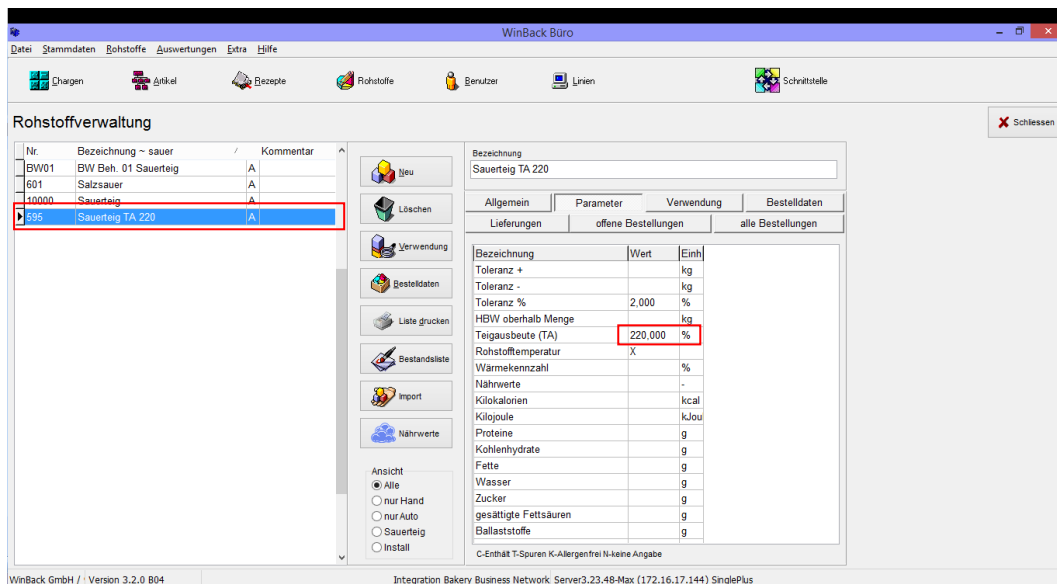 WinBack Büro
Datei Stammdaten Rohstoffe Auswertungen Extra Hilfe
Chargen Artikel Rezepte Rohstoffe Benutzer Linien Schnittstelle
Rohstoffverwaltung
Schliessen
Nr. Bezeichnung ~ sauer / Kommentar
BW01 BW Beh. 01 Sauerteig A
601 Salzsauer A
10000 Sauerteig A
595 Sauerteig TA 220 A
Neu
Löschen
Verwendung
Bestelldaten
Liste drucken
Bestandsliste
Import
Nährwerte
Ansicht
Alle
nur Hand
nur Auto
Sauerteig
Install
Bezeichnung
Sauerteig TA 220
Allgemein Parameter Verwendung Bestelldaten
Lieferungen offene Bestellungen alle Bestellungen
Bezeichnung Wert Einh
Toleranz + kg
Toleranz - kg
Toleranz % 2,000 %
HBW oberhalb Menge kg
Teigausbeute (TA) 220,000 %
Rohstofftemperatur X
Wärmekennzahl %
Nährwerte -
Kilokalorien kcal
Kilojoule kJou
Proteine g
Kohlenhydrate g
Fette g
Wasser g
Zucker g
gesättigte Fettsäuren g
Ballaststoffe g
C-Enthält T-Spuren K-Allergenfrei N-keine Angabe
WinBack GmbH / Version 3.2.0 B04 Integration Bakery Business Network Server3.23.48-Max (172.16.17.144) SinglePlus